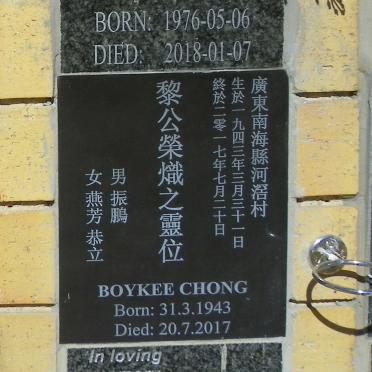 BORN: 1976-05-06
DIED: 2018-01-07
廣東南海縣河滘村
生於一九四三年三月三十一日
終於二零一七年七月二十日
黎公榮熾之靈位
男 振鵬
女 燕芳 恭立
BOYKEE CHONG
Born: 31.3.1943
Died: 20.7.2017
In loving